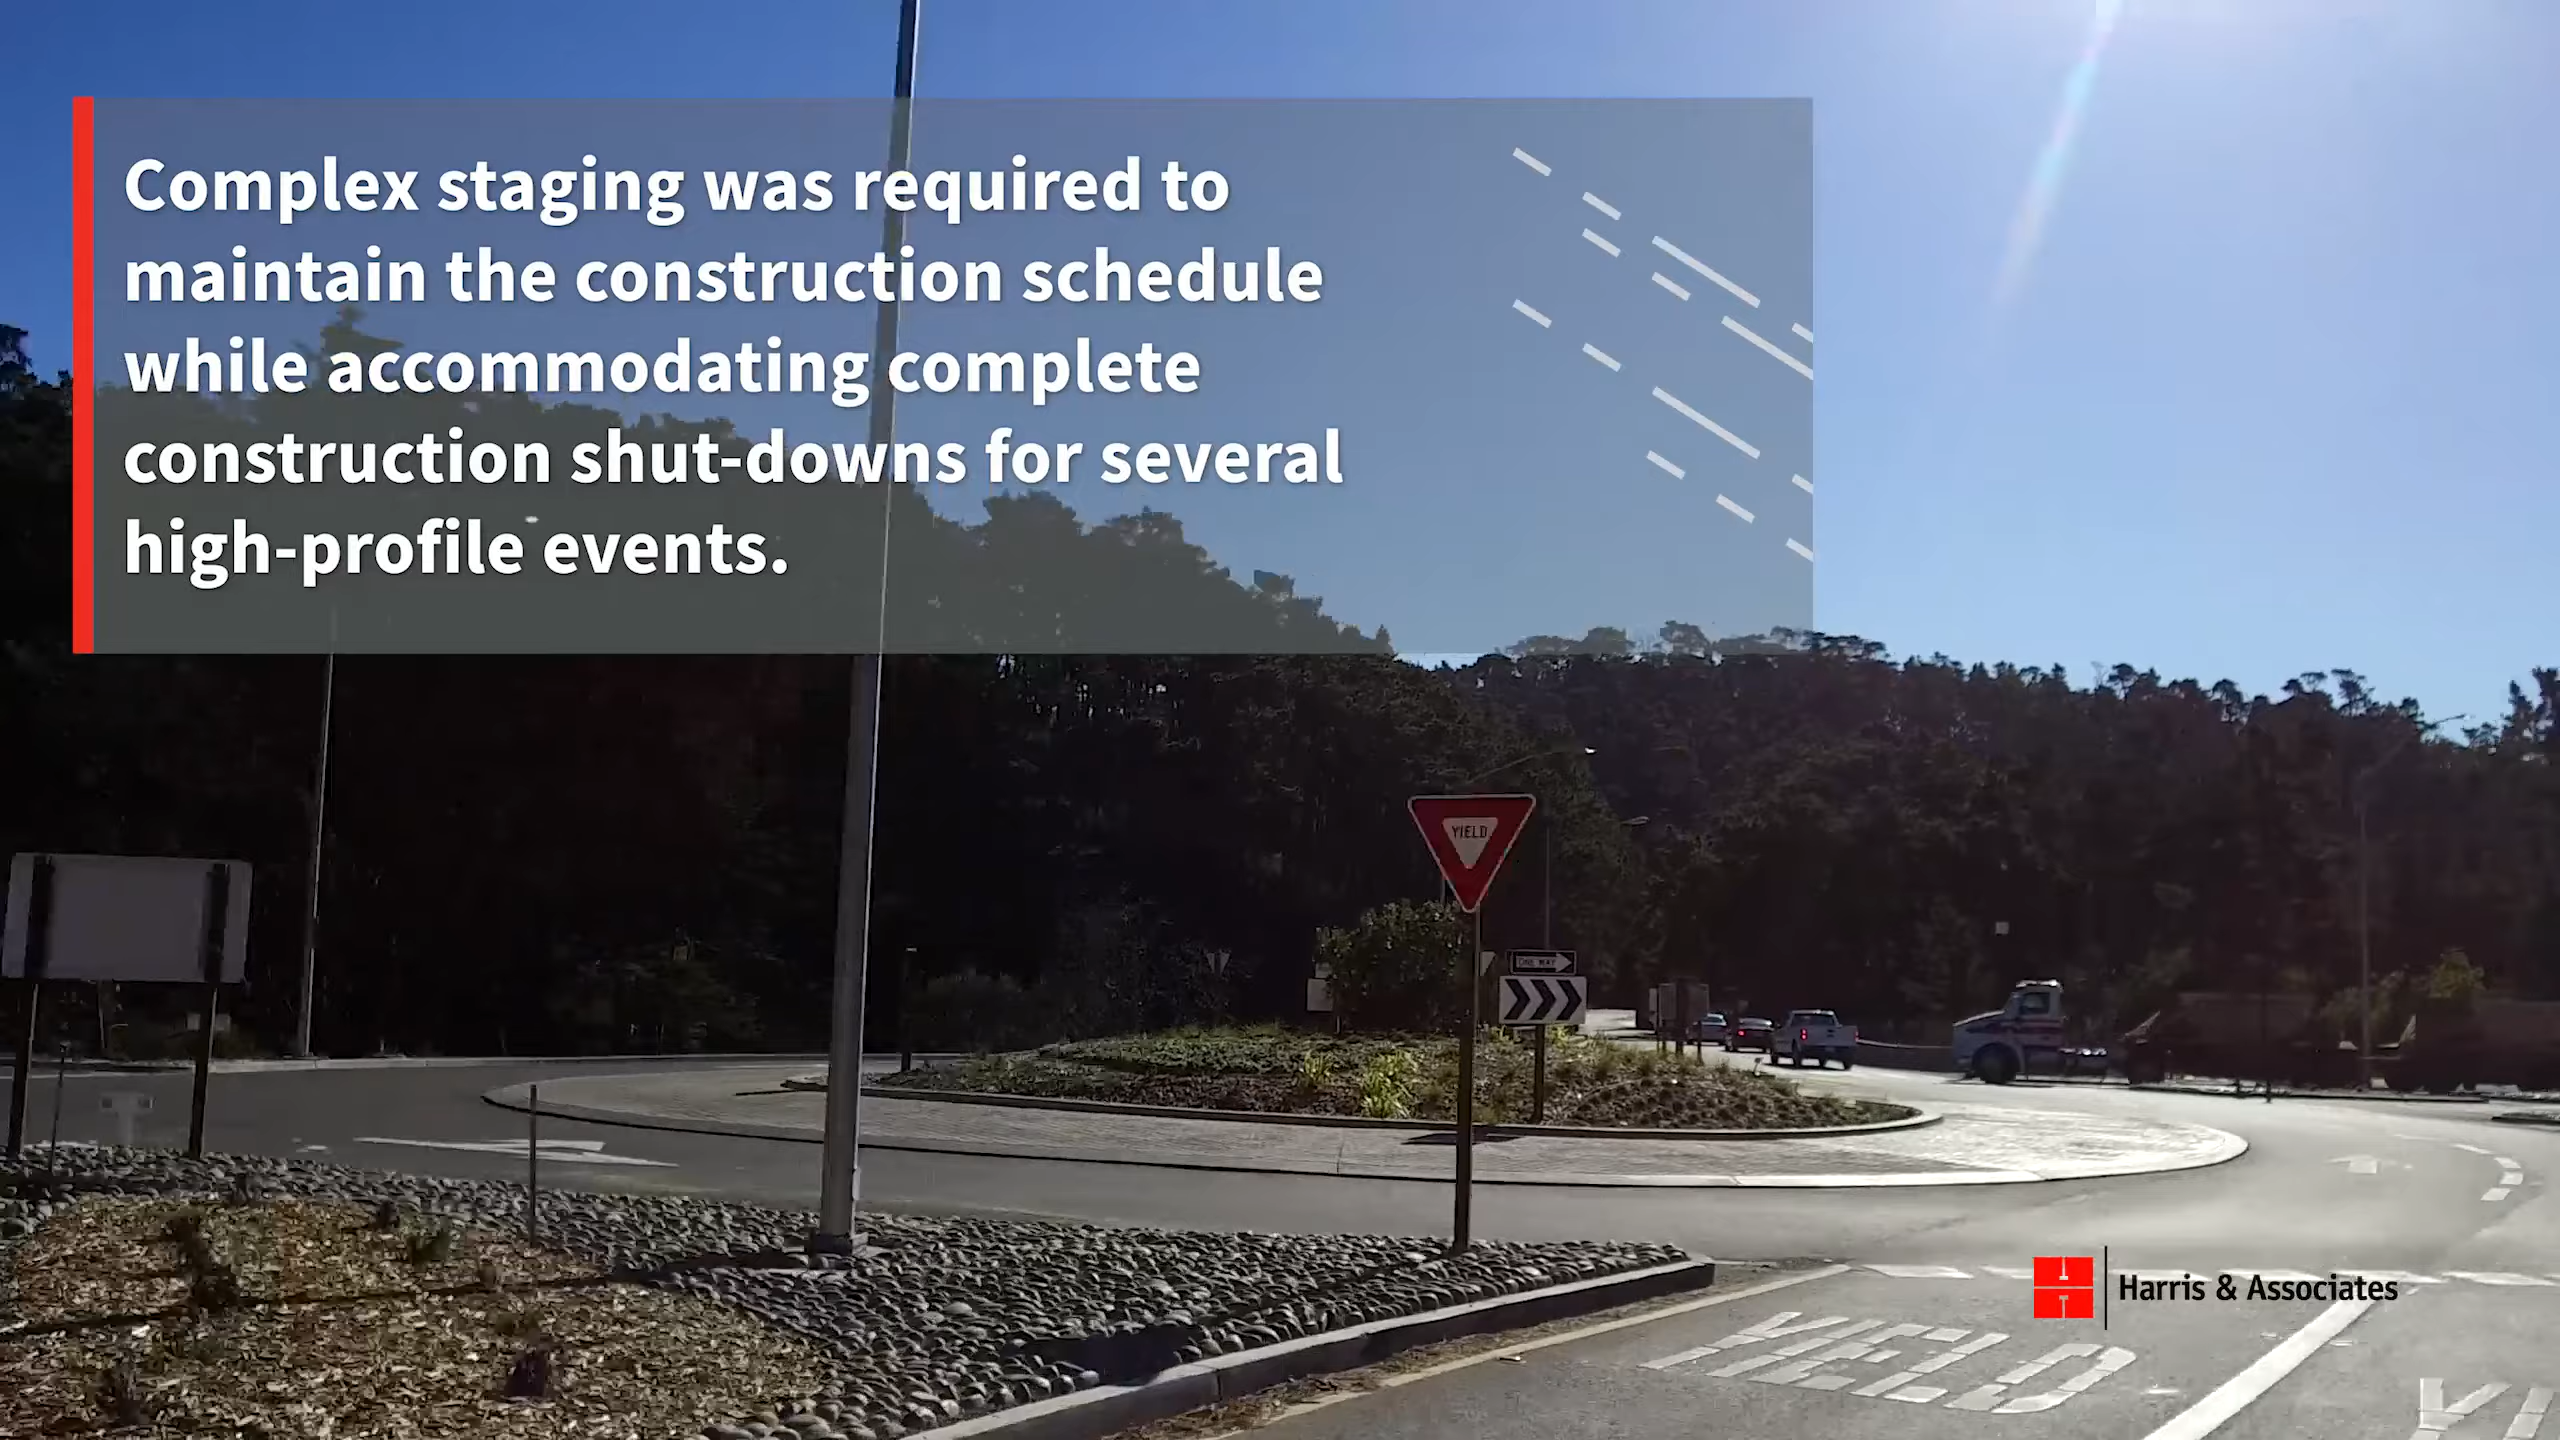 Complex staging was required to
maintain the construction schedule
while accommodating complete
construction shut-downs for several
high-profile events.
YIELD
ONE WAY
Harris & Associates
YIELD